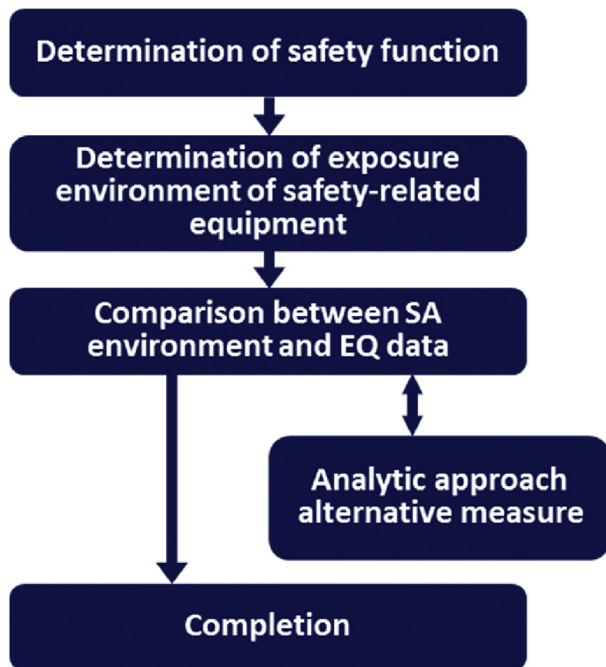 Determination of safety function
Determination of exposure
environment of safety-related
equipment
Comparison between SA
environment and EQ data
Analytic approach
alternative measure
Completion